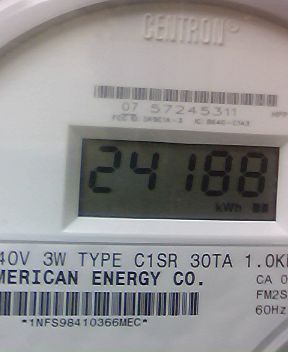 CENTRON®
07 57245311
24188
kWh
40V 3W TYPE C1SR 30TA 1.0K
MERICAN ENERGY CO.
CA 0
FM2S
60Hz
*1NFS98410366MEC*